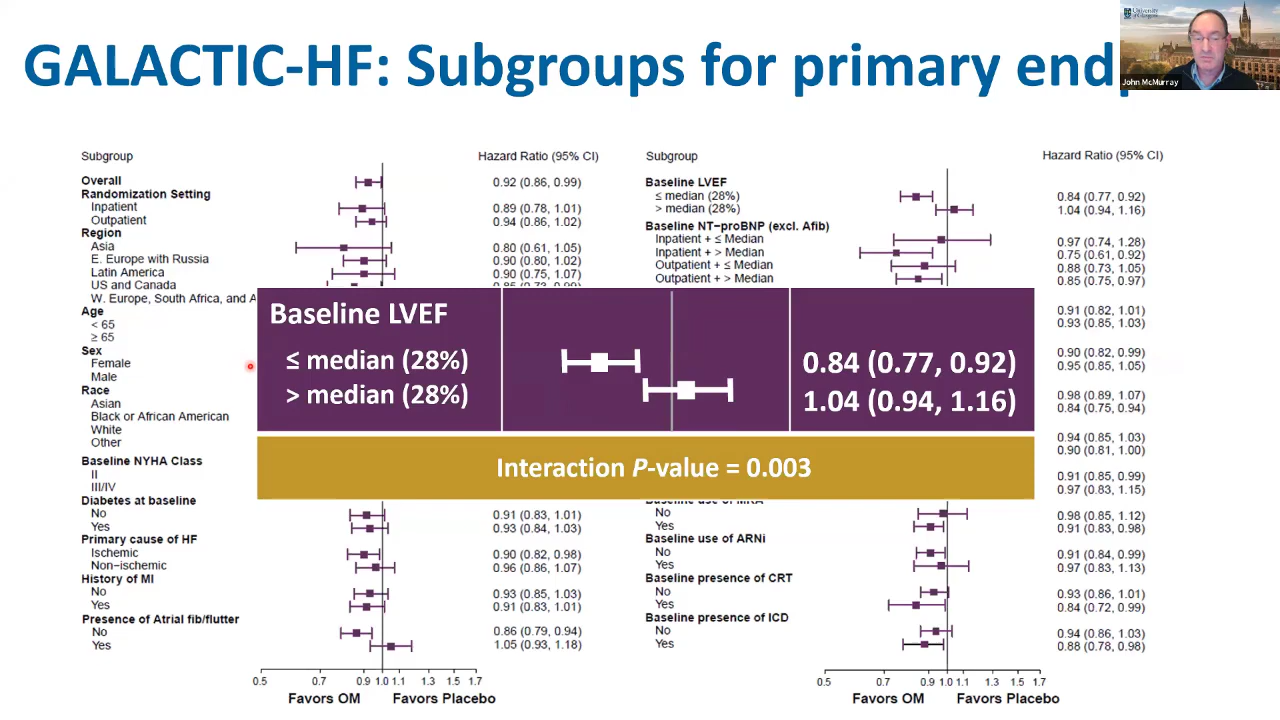 GALACTIC-HF: Subgroups for primary end
University
of Glasgow
John McMurray
Subgroup
Hazard Ratio (95% CI)
Overall
0.92 (0.86, 0.99)
Randomization Setting
Inpatient
0.89 (0.78, 1.01)
Outpatient
0.94 (0.86, 1.02)
Region
Asia
0.80 (0.61, 1.05)
E. Europe with Russia
0.90 (0.80, 1.02)
Latin America
0.90 (0.75, 1.07)
US and Canada
W. Europe, South Africa, and A
Age
< 65
≥ 65
Sex
Female
Male
Race
Asian
Black or African American
White
Other
Baseline NYHA Class
II
III/IV
Diabetes at baseline
No
0.91 (0.83, 1.01)
Yes
0.93 (0.84, 1.03)
Primary cause of HF
Ischemic
0.90 (0.82, 0.98)
Non-ischemic
0.96 (0.86, 1.07)
History of MI
No
0.93 (0.85, 1.03)
Yes
0.91 (0.83, 1.01)
Presence of Atrial fib/flutter
No
0.86 (0.79, 0.94)
Yes
1.05 (0.93, 1.18)
0.5 0.7 0.9 1.0 1.1 1.3 1.5 1.7
Favors OM Favors Placebo
Subgroup
Hazard Ratio (95% CI)
Baseline LVEF
≤ median (28%)
0.84 (0.77, 0.92)
> median (28%)
1.04 (0.94, 1.16)
Baseline NT-proBNP (excl. Afib)
Inpatient + ≤ Median
0.97 (0.74, 1.28)
Inpatient + > Median
0.75 (0.61, 0.92)
Outpatient + ≤ Median
0.88 (0.73, 1.05)
Outpatient + > Median
0.85 (0.75, 0.97)
0.91 (0.82, 1.01)
0.93 (0.85, 1.03)
0.90 (0.82, 0.99)
0.95 (0.85, 1.05)
0.98 (0.89, 1.07)
0.84 (0.75, 0.94)
0.94 (0.85, 1.03)
0.90 (0.81, 1.00)
0.91 (0.85, 0.99)
0.97 (0.83, 1.15)
Baseline use of MRA
No
0.98 (0.85, 1.12)
Yes
0.91 (0.83, 0.98)
Baseline use of ARNi
No
0.91 (0.84, 0.99)
Yes
0.97 (0.83, 1.13)
Baseline presence of CRT
No
0.93 (0.86, 1.01)
Yes
0.84 (0.72, 0.99)
Baseline presence of ICD
No
0.94 (0.86, 1.03)
Yes
0.88 (0.78, 0.98)
0.5 0.7 0.9 1.0 1.1 1.3 1.5 1.7
Favors OM Favors Placebo
Baseline LVEF
≤ median (28%)
0.84 (0.77, 0.92)
> median (28%)
1.04 (0.94, 1.16)
Interaction P-value = 0.003